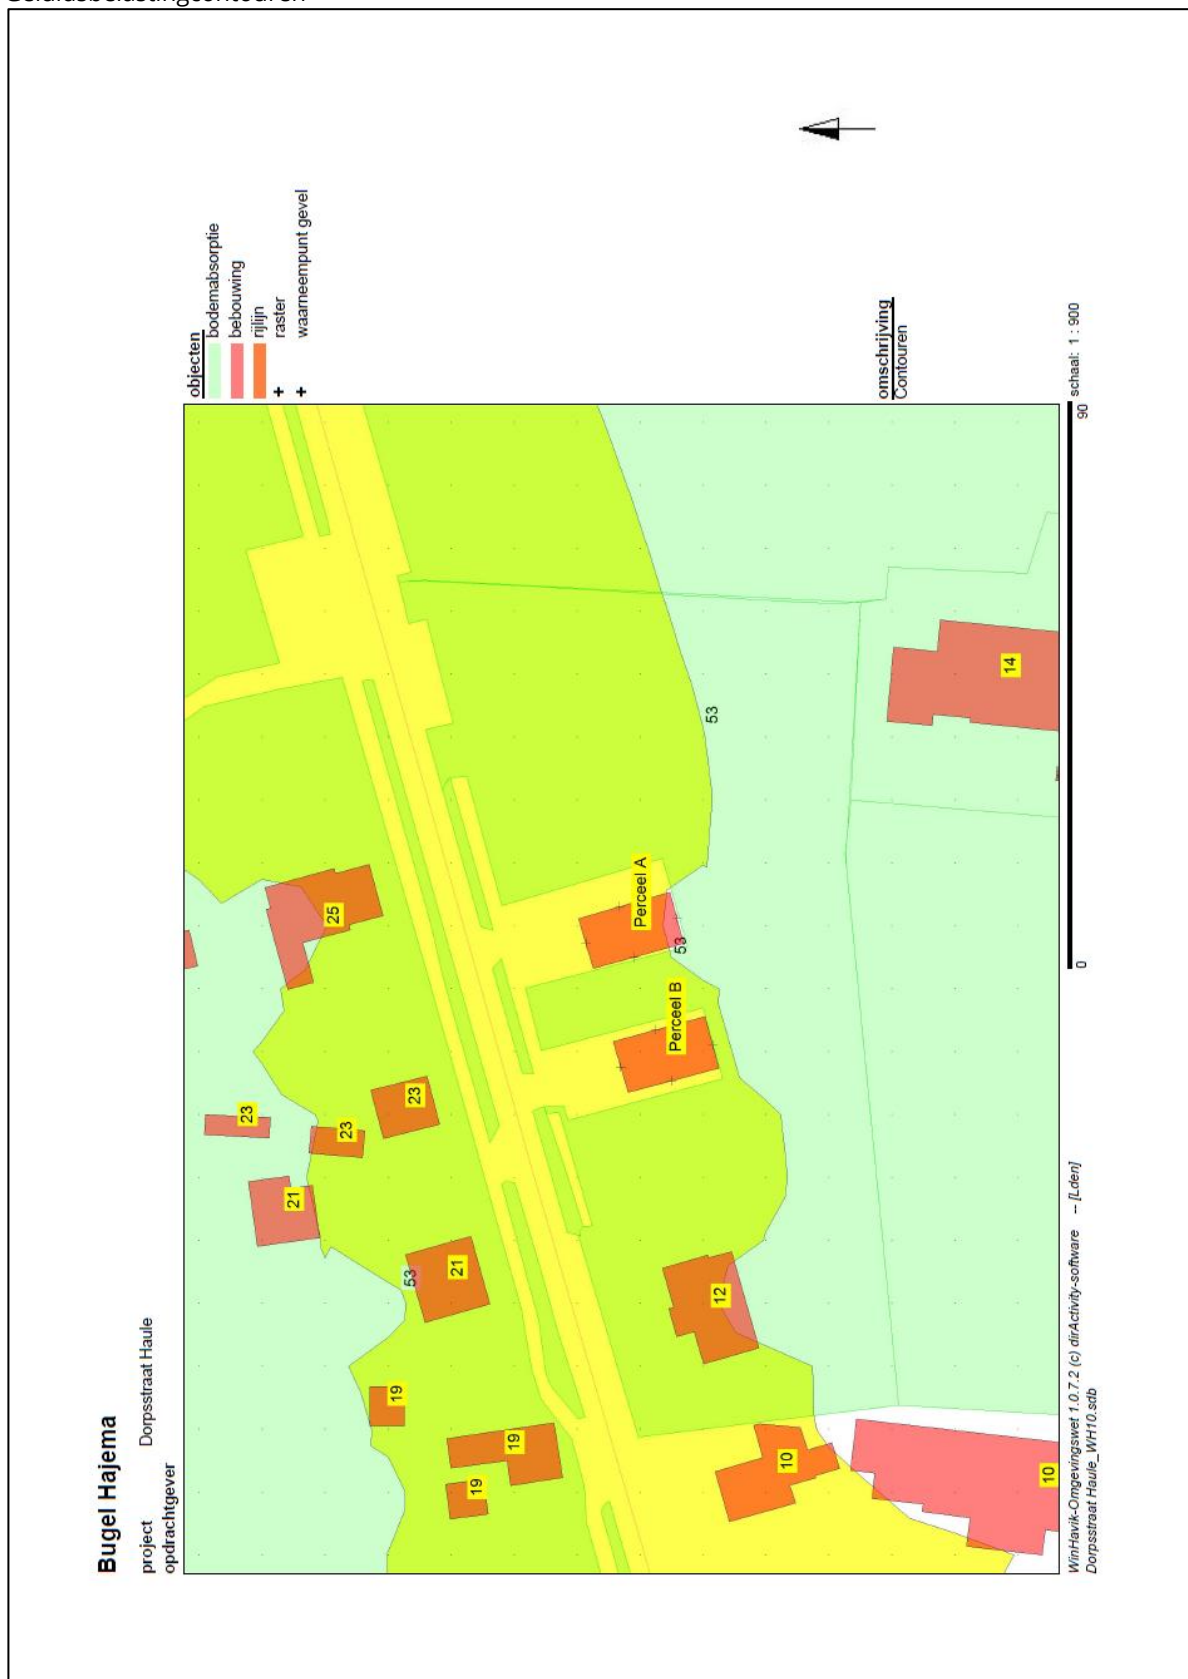 Bugel Hajema
project Dorpsstraat Haule
opdrachtgever
objecten
bodemabsorptie
bebouwing
rijlijn
+ raster
+ waarneempunt gevel
25
23
23
23
21
21
53
19
19
19
Perceel A
Perceel B
53
53
12
10
10
14
omschrijving
Contouren
0 90
schaal: 1 : 900
WinHavik-Omgevingswet 1.0.7.2 (c) dirActivity-software -- [Lden]
Dorpsstraat Haule_WH10.sdb